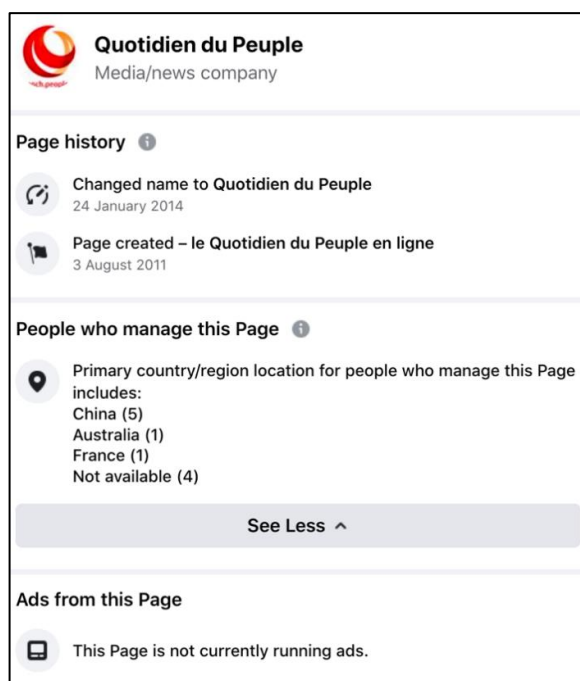 Quotidien du Peuple
Media/news company
Page history
Changed name to Quotidien du Peuple
24 January 2014
Page created – le Quotidien du Peuple en ligne
3 August 2011
People who manage this Page
Primary country/region location for people who manage this Page
includes:
China (5)
Australia (1)
France (1)
Not available (4)
See Less
Ads from this Page
This Page is not currently running ads.